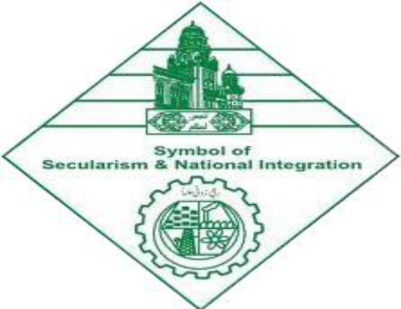 Symbol of
Secularism & National Integration